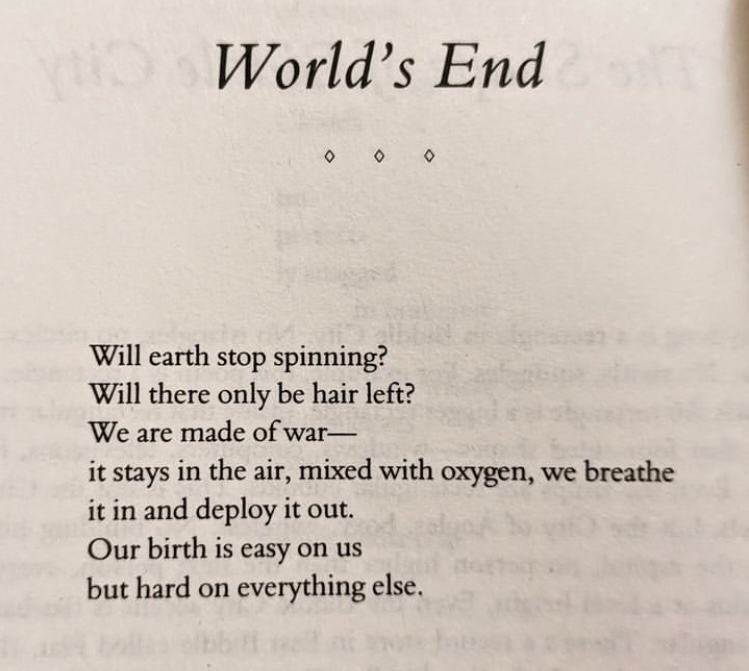 World's End
◊ ◊ ◊
Will earth stop spinning?
Will there only be hair left?
We are made of war—
it stays in the air, mixed with oxygen, we breathe
it in and deploy it out.
Our birth is easy on us
but hard on everything else.